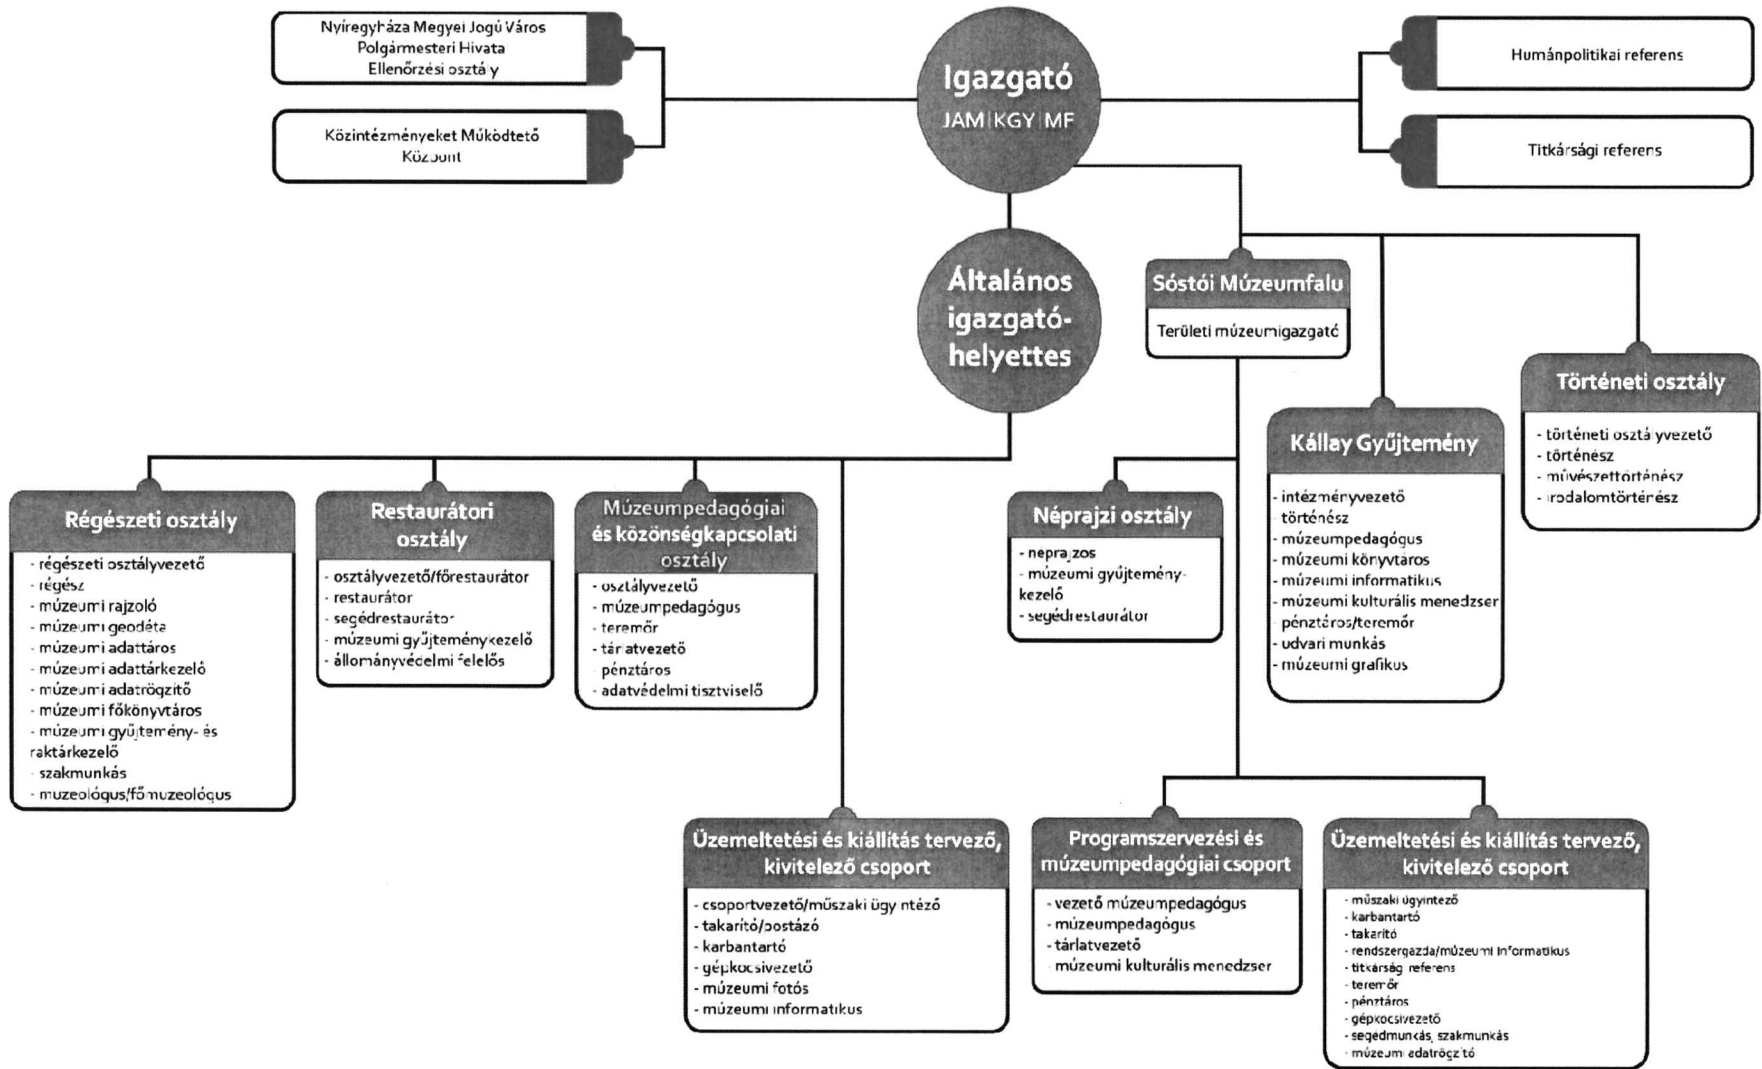 Nyíregyháza Megyei Jogú Város
Polgármesteri Hivata
Ellenőrzési osztá y
Közintézményeket Működtető
Központ
Igazgató
JAM|KGY|MF
Humánpolitikai referens
Titkársági referens
Általános
igazgató-
helyettes
Sóstói Múzeumfalu
Területi múzeumigazgató
Történeti osztály
- történeti osztályvezető
- történész
- művészettörténész
- irodalomtörténész
Kállay Gyűjtemény
- intézményvezető
- történész
- múzeumpedagógus
- múzeumi könyvtáros
- múzeumi informatikus
- múzeumi kulturális menedzser
- pénztáros/teremőr
- udvari munkás
- múzeumi grafikus
Régészeti osztály
- régészeti osztályvezető
- régész
- múzeumi rajzoló
- múzeumi geodéta
- múzeumi adattáros
- múzeumi adattárkezelő
- múzeumi adatrögzítő
- múzeumi főkönyvtáros
- múzeumi gyűjtemény- és
raktárkezelő
- szakmunkás
- muzeológus/főmuzeológus
Restaurátori
osztály
- osztályvezető/főrestaurátor
- restaurátor
- segédrestaurátor
- múzeumi gyűjteménykezelő
- állományvédelmi felelős
Múzeumpedagógiai
és közönségkapcsolati
osztály
- osztályvezető
- múzeumpedagógus
- teremőr
- tár atvezető
- pénztáros
- adatvédelmi tisztviselő
Néprajzi osztály
- néprajzos
- múzeumi gyűjtemény-
kezelő
- segédrestaurátor
Üzemeltetési és kiállítás tervező,
kivitelező csoport
- csoportvezető/műszaki ügy ntéző
- takarító/postázó
- karbantartó
- gépkocsivezető
- múzeumi fotós
- múzeumi informatikus
Programszervezési és
múzeumpedagógiai csoport
- vezető múzeumpedagógus
- múzeumpedagógus
- tárlatvezető
- múzeumi kulturális menedzser
Üzemeltetési és kiállítás tervező,
kivitelező csoport
- műszaki ügyintéző
- karbantartó
- takarító
- rendszergazda/múzeumi informatikus
- titkárság referens
- teremőr
- pénztáros
- gépkocsivezető
- segédmunkás, szakmunkás
- múzeumi adatrögzítő